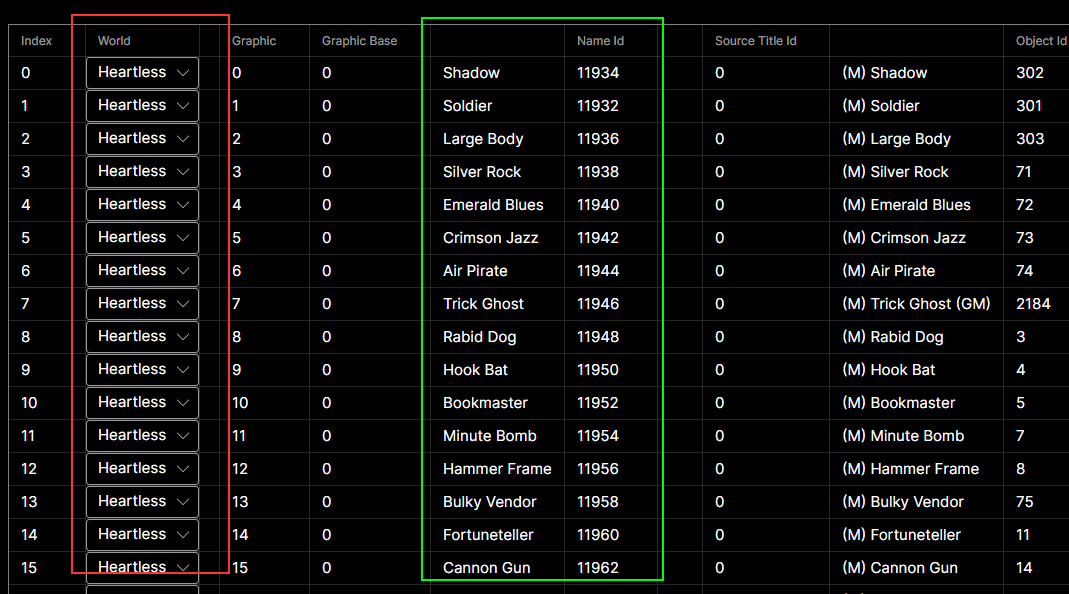 Index World Graphic Graphic Base Name Id Source Title Id Object Id
0 Heartless 0 0 Shadow 11934 0 (M) Shadow 302
1 Heartless 1 0 Soldier 11932 0 (M) Soldier 301
2 Heartless 2 0 Large Body 11936 0 (M) Large Body 303
3 Heartless 3 0 Silver Rock 11938 0 (M) Silver Rock 71
4 Heartless 4 0 Emerald Blues 11940 0 (M) Emerald Blues 72
5 Heartless 5 0 Crimson Jazz 11942 0 (M) Crimson Jazz 73
6 Heartless 6 0 Air Pirate 11944 0 (M) Air Pirate 74
7 Heartless 7 0 Trick Ghost 11946 0 (M) Trick Ghost (GM) 2184
8 Heartless 8 0 Rabid Dog 11948 0 (M) Rabid Dog 3
9 Heartless 9 0 Hook Bat 11950 0 (M) Hook Bat 4
10 Heartless 10 0 Bookmaster 11952 0 (M) Bookmaster 5
11 Heartless 11 0 Minute Bomb 11954 0 (M) Minute Bomb 7
12 Heartless 12 0 Hammer Frame 11956 0 (M) Hammer Frame 8
13 Heartless 13 0 Bulky Vendor 11958 0 (M) Bulky Vendor 75
14 Heartless 14 0 Fortuneteller 11960 0 (M) Fortuneteller 11
15 Heartless 15 0 Cannon Gun 11962 0 (M) Cannon Gun 14